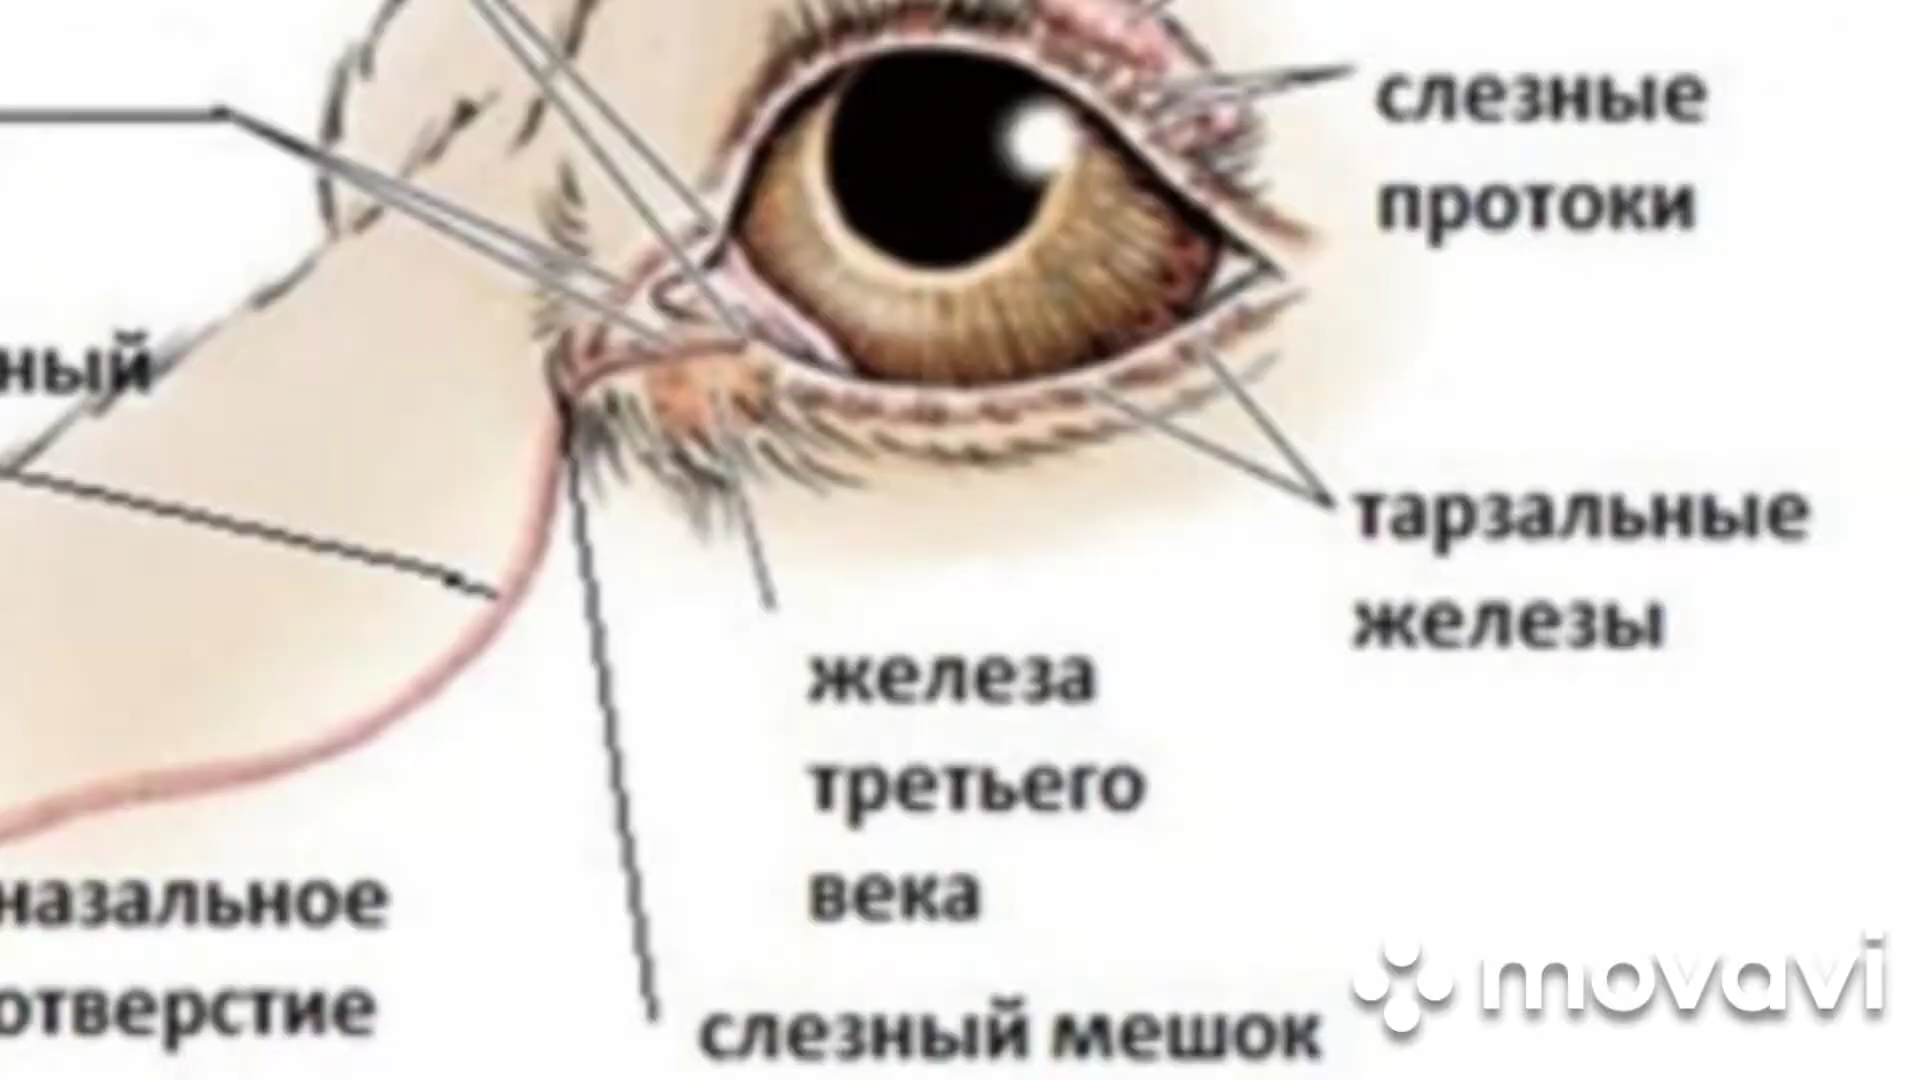 слезные
протоки
ный
тарзальные
железы
железа
третьего
века
назальное
отверстие
слезный мешок
movavi